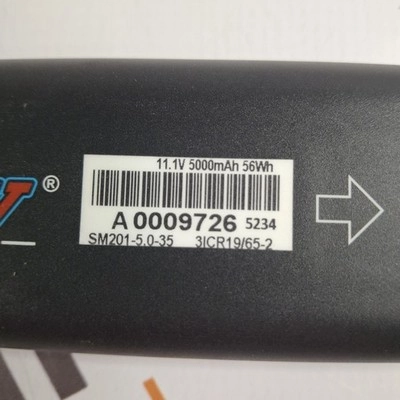 11.1V 5000mAh 56Wh
A 0009726 5234
SM201-5.0-35 3ICR19/65-2
®